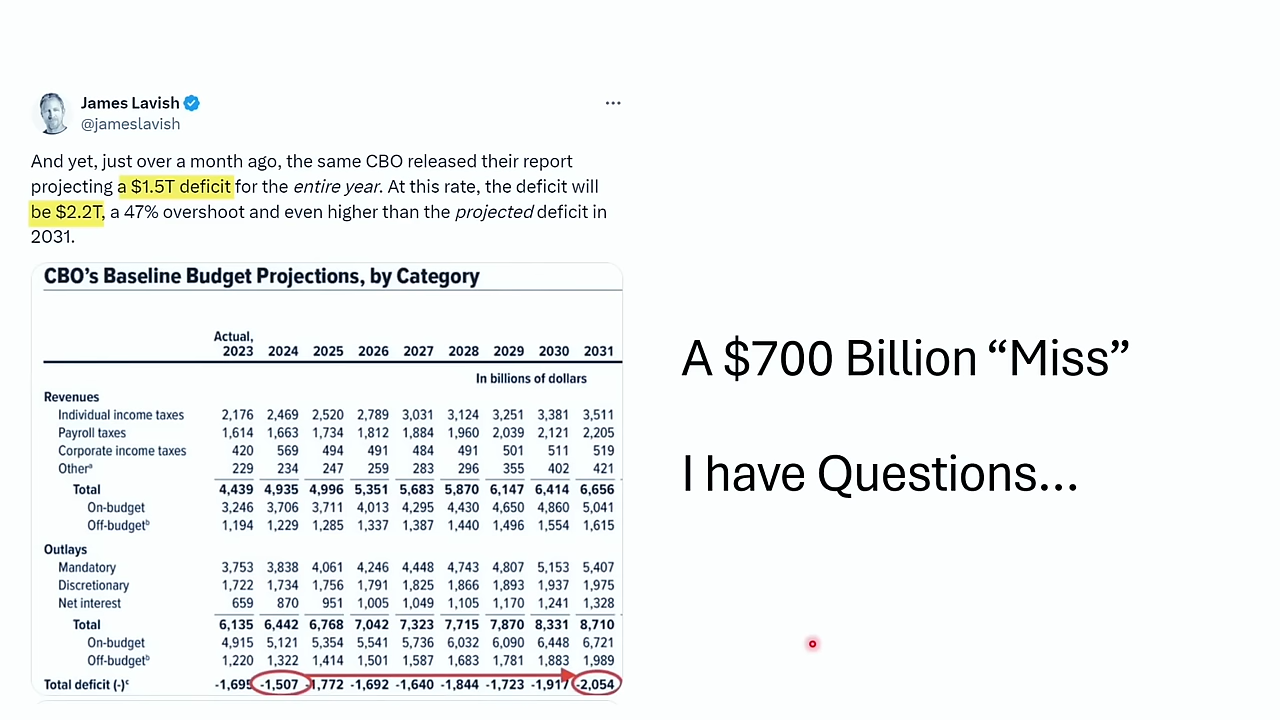 James Lavish
@jameslavish
And yet, just over a month ago, the same CBO released their report
projecting a $1.5T deficit for the entire year. At this rate, the deficit will
be $2.2T, a 47% overshoot and even higher than the projected deficit in
2031.
CBO's Baseline Budget Projections, by Category
Actual,
2023 2024 2025 2026 2027 2028 2029 2030 2031
In billions of dollars
Revenues
Individual income taxes 2,176 2,469 2,520 2,789 3,031 3,124 3,251 3,381 3,511
Payroll taxes 1,614 1,663 1,734 1,812 1,884 1,960 2,039 2,121 2,205
Corporate income taxes 420 569 494 491 484 491 501 511 519
Otherᵃ 229 234 247 259 283 296 355 402 421
Total 4,439 4,935 4,996 5,351 5,683 5,870 6,147 6,414 6,656
On-budget 3,246 3,706 3,711 4,013 4,295 4,430 4,650 4,860 5,041
Off-budgetᵇ 1,194 1,229 1,285 1,337 1,387 1,440 1,496 1,554 1,615
Outlays
Mandatory 3,753 3,838 4,061 4,246 4,448 4,743 4,807 5,153 5,407
Discretionary 1,722 1,734 1,756 1,791 1,825 1,866 1,893 1,937 1,975
Net interest 659 870 951 1,005 1,049 1,105 1,170 1,241 1,328
Total 6,135 6,442 6,768 7,042 7,323 7,715 7,870 8,331 8,710
On-budget 4,915 5,121 5,354 5,541 5,736 6,032 6,090 6,448 6,721
Off-budgetᵇ 1,220 1,322 1,414 1,501 1,587 1,683 1,781 1,883 1,989
Total deficit (-)ᶜ -1,695 -1,507 -1,772 -1,692 -1,640 -1,844 -1,723 -1,917 -2,054
A $700 Billion “Miss”
I have Questions...